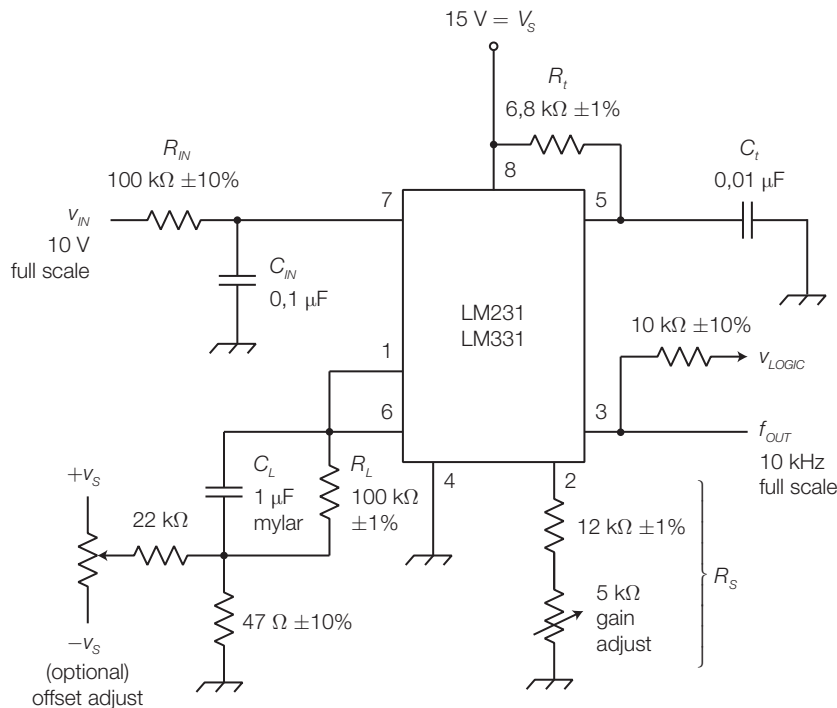 15 V = V_S
R_t
6,8 kΩ ±1%
R_IN
100 kΩ ±10%
C_t
0,01 μF
8
7
5
v_IN
10 V
full scale
C_IN
0,1 μF
LM231
LM331
10 kΩ ±10%
v_LOGIC
1
6
3
f_OUT
10 kHz
full scale
4
2
C_L
1 μF
mylar
R_L
100 kΩ
±1%
+v_S
22 kΩ
12 kΩ ±1%
R_S
5 kΩ
gain
adjust
47 Ω ±10%
−v_S
(optional)
offset adjust